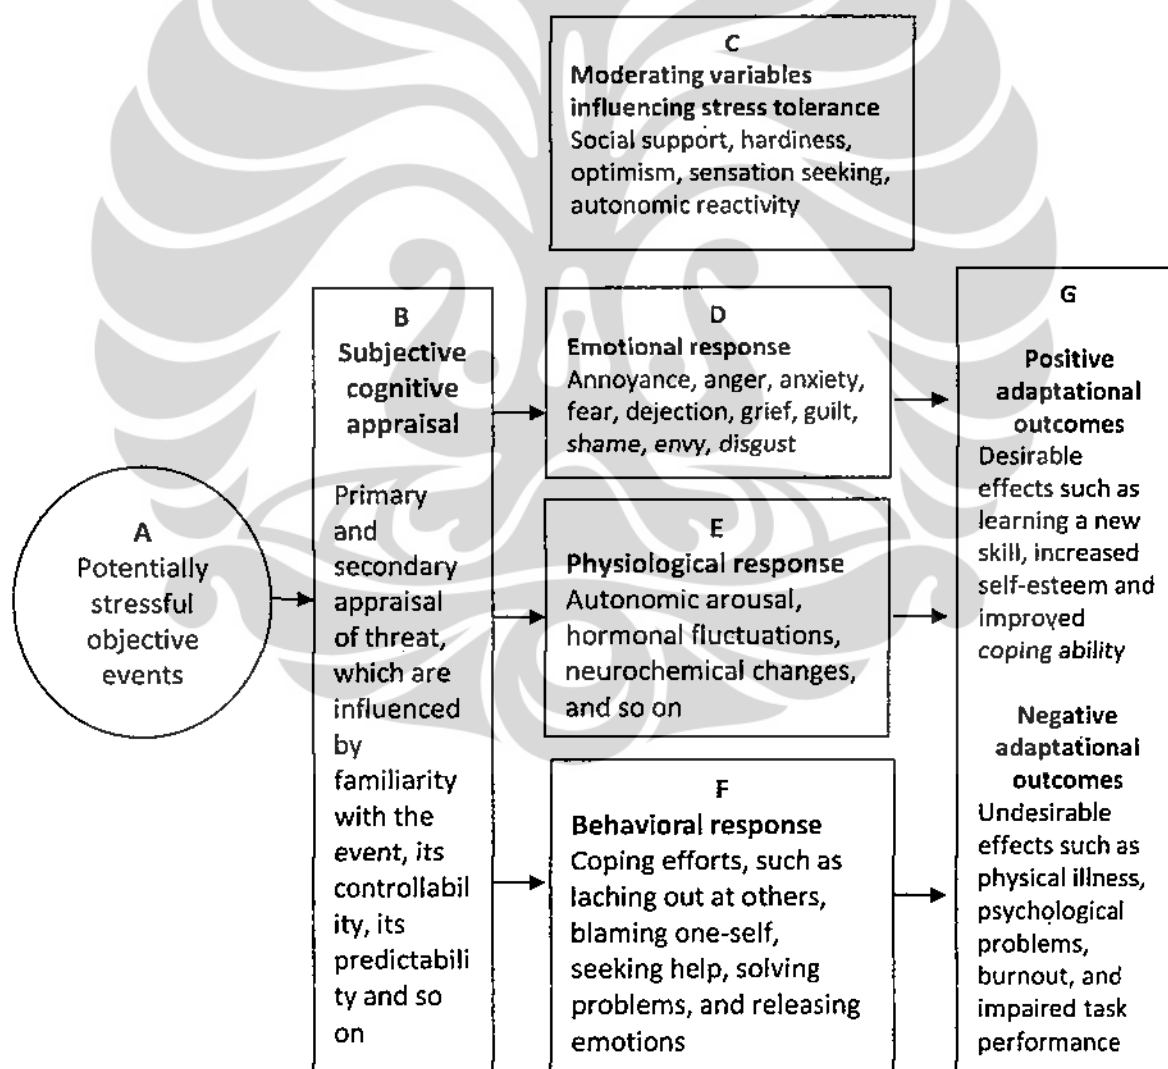 C
Moderating variables
influencing stress tolerance
Social support, hardiness,
optimism, sensation seeking,
autonomic reactivity
A
Potentially
stressful
objective
events
B
Subjective
cognitive
appraisal
Primary
and
secondary
appraisal
of threat,
which are
influenced
by
familiarity
with the
event, its
controllabil
ity, its
predictabili
ty and so
on
D
Emotional response
Annoyance, anger, anxiety,
fear, dejection, grief, guilt,
shame, envy, disgust
E
Physiological response
Autonomic arousal,
hormonal fluctuations,
neurochemical changes,
and so on
F
Behavioral response
Coping efforts, such as
laching out at others,
blaming one-self,
seeking help, solving
problems, and releasing
emotions
G
Positive
adaptational
outcomes
Desirable
effects such as
learning a new
skill, increased
self-esteem and
improved
coping ability
Negative
adaptational
outcomes
Undesirable
effects such as
physical illness,
psychological
problems,
burnout, and
impaired task
performance